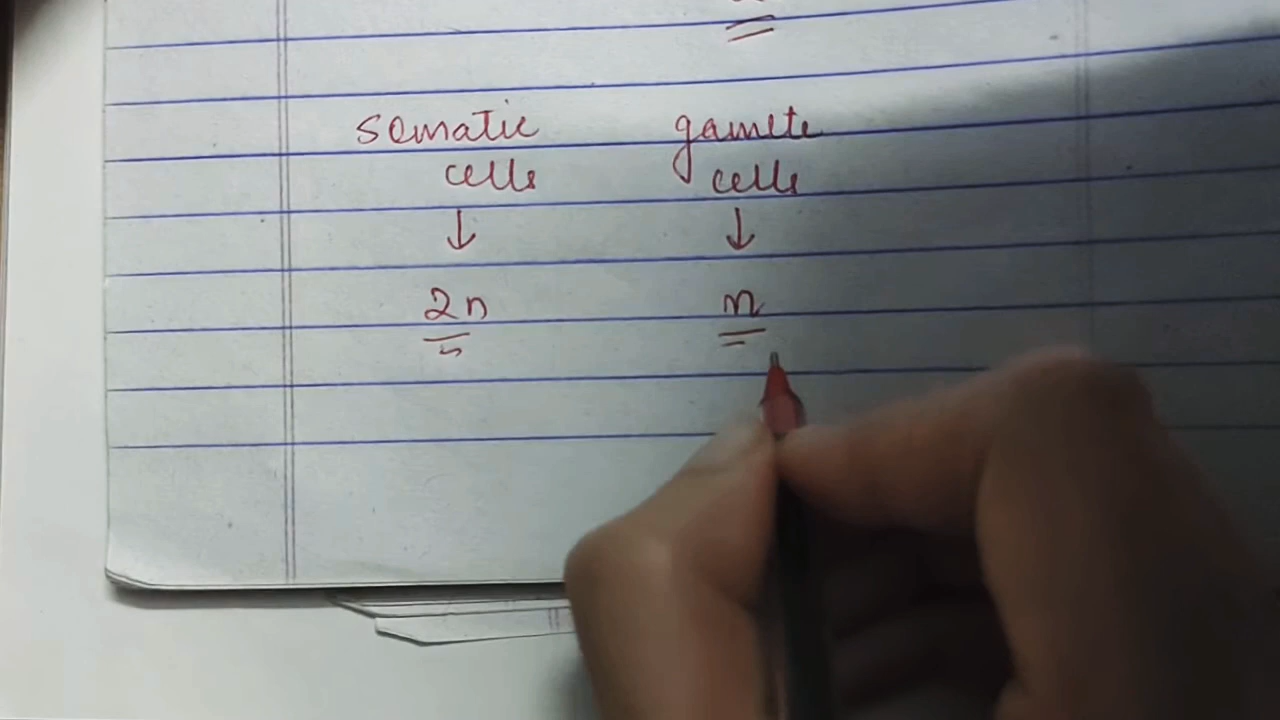 somatic gamete
cells cells
↓ ↓
2n n